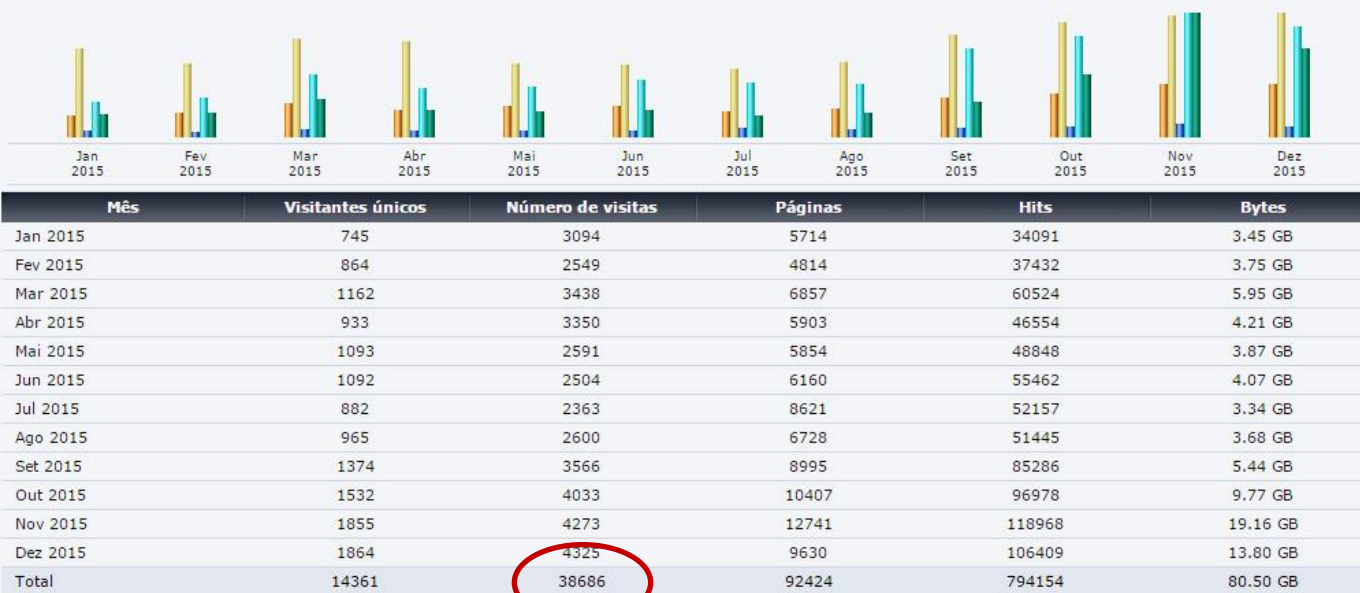 Jan Fev Mar Abr Mai Jun Jul Ago Set Out Nov Dez
2015 2015 2015 2015 2015 2015 2015 2015 2015 2015 2015 2015
Mês Visitantes únicos Número de visitas Páginas Hits Bytes
Jan 2015 745 3094 5714 34091 3.45 GB
Fev 2015 864 2549 4814 37432 3.75 GB
Mar 2015 1162 3438 6857 60524 5.95 GB
Abr 2015 933 3350 5903 46554 4.21 GB
Mai 2015 1093 2591 5854 48848 3.87 GB
Jun 2015 1092 2504 6160 55462 4.07 GB
Jul 2015 882 2363 8621 52157 3.34 GB
Ago 2015 965 2600 6728 51445 3.68 GB
Set 2015 1374 3566 8995 85286 5.44 GB
Out 2015 1532 4033 10407 96978 9.77 GB
Nov 2015 1855 4273 12741 118968 19.16 GB
Dez 2015 1864 4325 9630 106409 13.80 GB
Total 14361 38686 92424 794154 80.50 GB